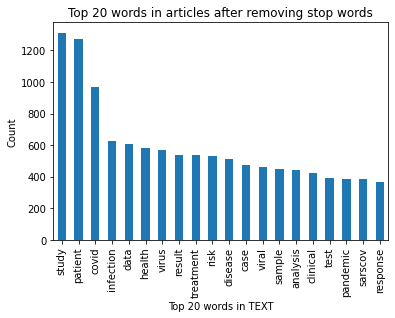 Top 20 words in articles after removing stop words
Count
1200
1000
800
600
400
200
0
study
patient
covid
infection
data
health
virus
result
treatment
risk
disease
case
viral
sample
analysis
clinical
test
pandemic
sarscov
response
Top 20 words in TEXT